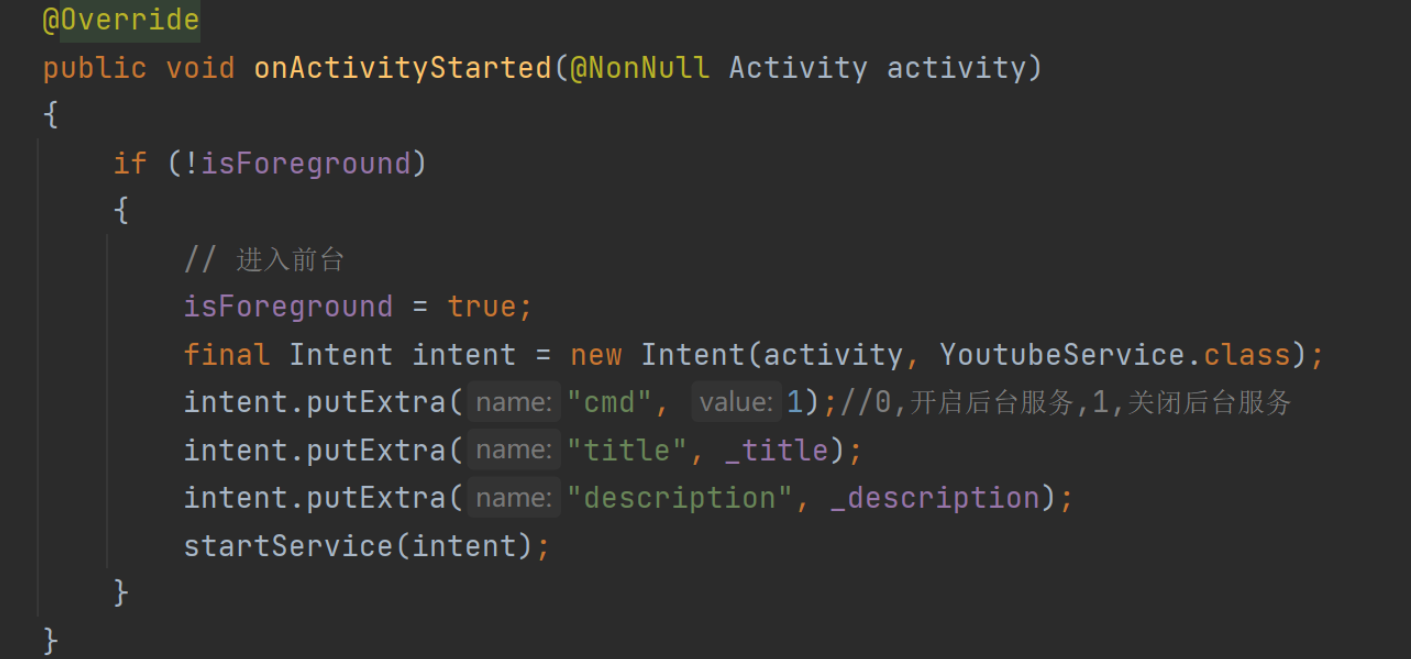 @Override
public void onActivityStarted(@NonNull Activity activity)
{
if (!isForeground)
{
// 进入前台
isForeground = true;
final Intent intent = new Intent(activity, YoutubeService.class);
intent.putExtra( name: "cmd", value: 1);//0,开启后台服务,1,关闭后台服务
intent.putExtra( name: "title", _title);
intent.putExtra( name: "description", _description);
startService(intent);
}
}